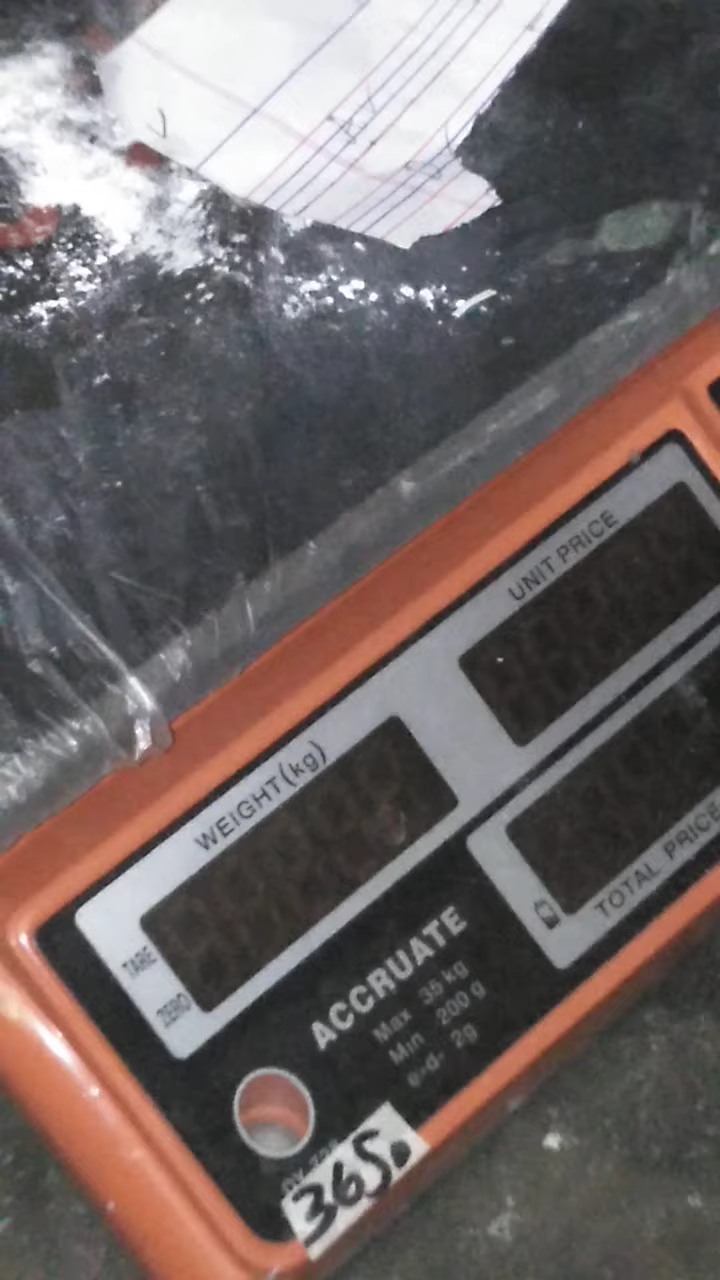 UNIT PRICE
WEIGHT(kg)
TARE
ZERO
TOTAL PRICE
ACCRUATE
Max 35 kg
Min 200 g
e=d= 2g
365.